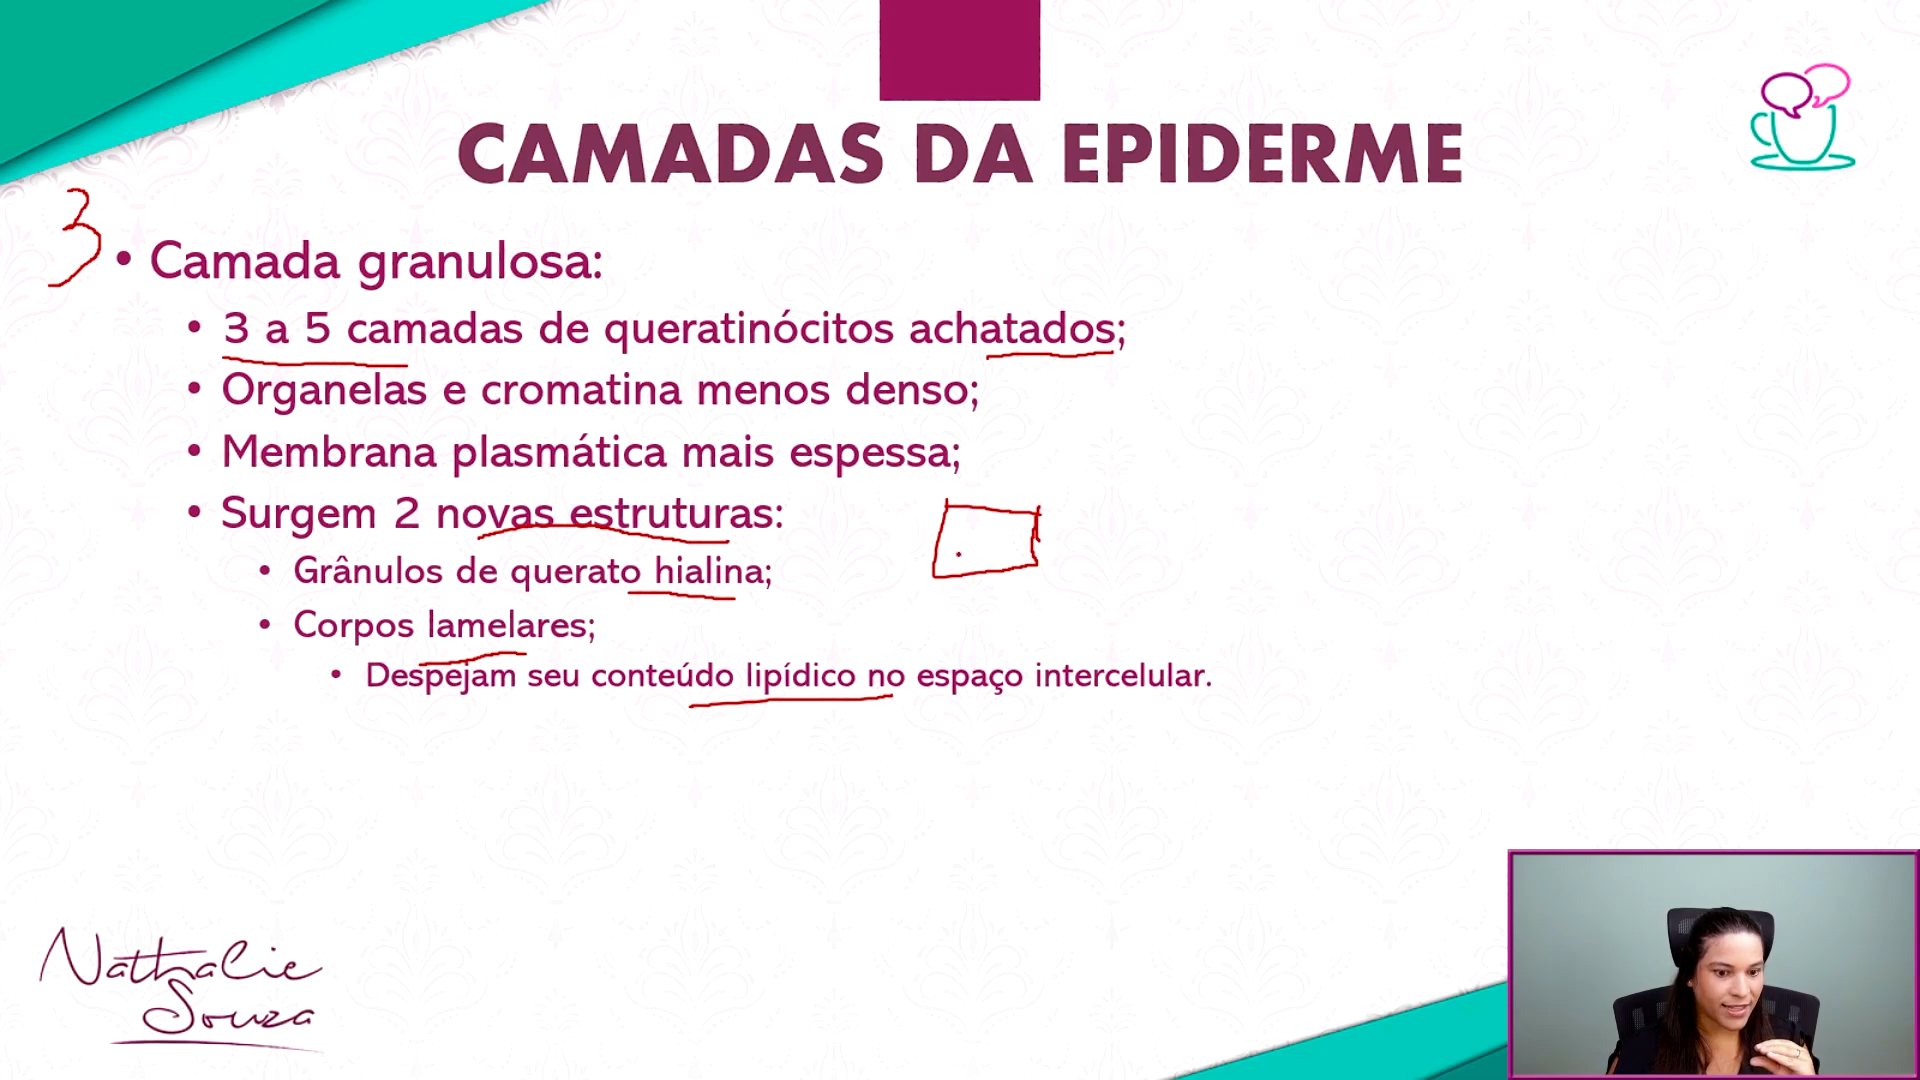 CAMADAS DA EPIDERME
3
• Camada granulosa:
• 3 a 5 camadas de queratinócitos achatados;
• Organelas e cromatina menos denso;
• Membrana plasmática mais espessa;
• Surgem 2 novas estruturas:
• Grânulos de querato hialina;
• Corpos lamelares;
• Despejam seu conteúdo lipídico no espaço intercelular.
Nathalie
Souza